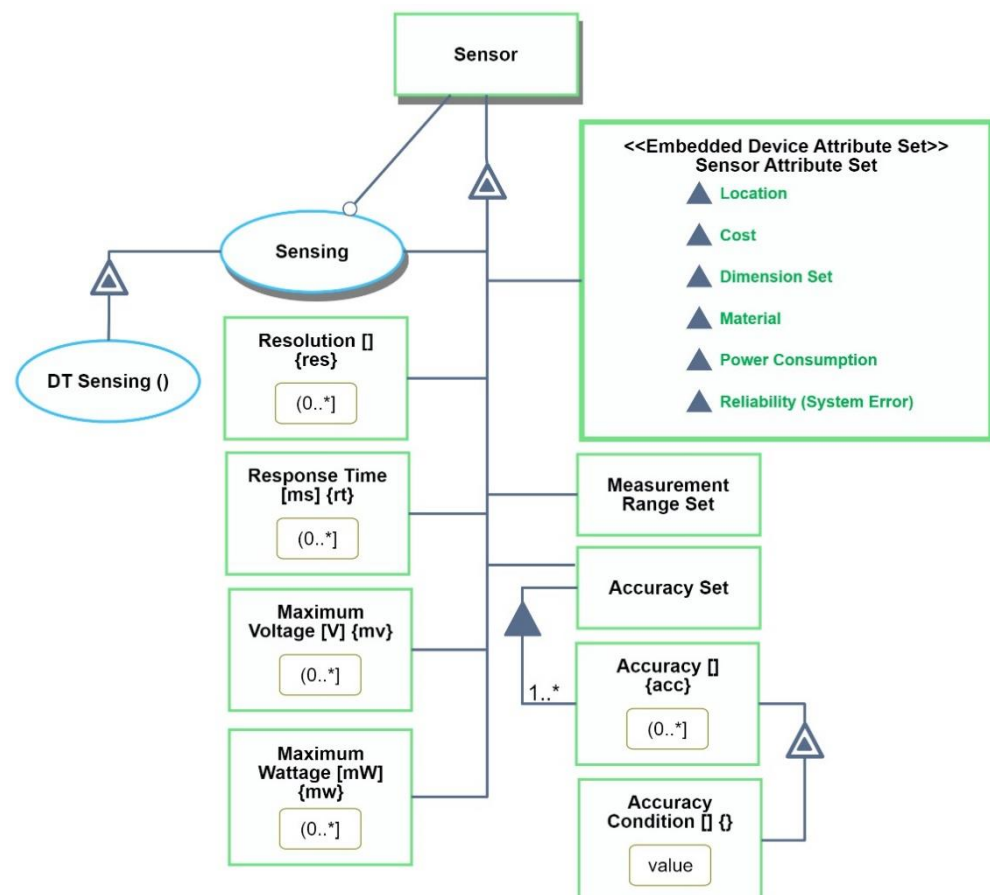 Sensor
<<Embedded Device Attribute Set>>
Sensor Attribute Set
Location
Cost
Dimension Set
Material
Power Consumption
Reliability (System Error)
Sensing
DT Sensing ()
Resolution []
{res}
(0..*]
Response Time
[ms] {rt}
(0..*]
Maximum
Voltage [V] {mv}
(0..*]
Maximum
Wattage [mW]
{mw}
(0..*]
Measurement
Range Set
Accuracy Set
1..*
Accuracy []
{acc}
(0..*]
Accuracy
Condition [] {}
value